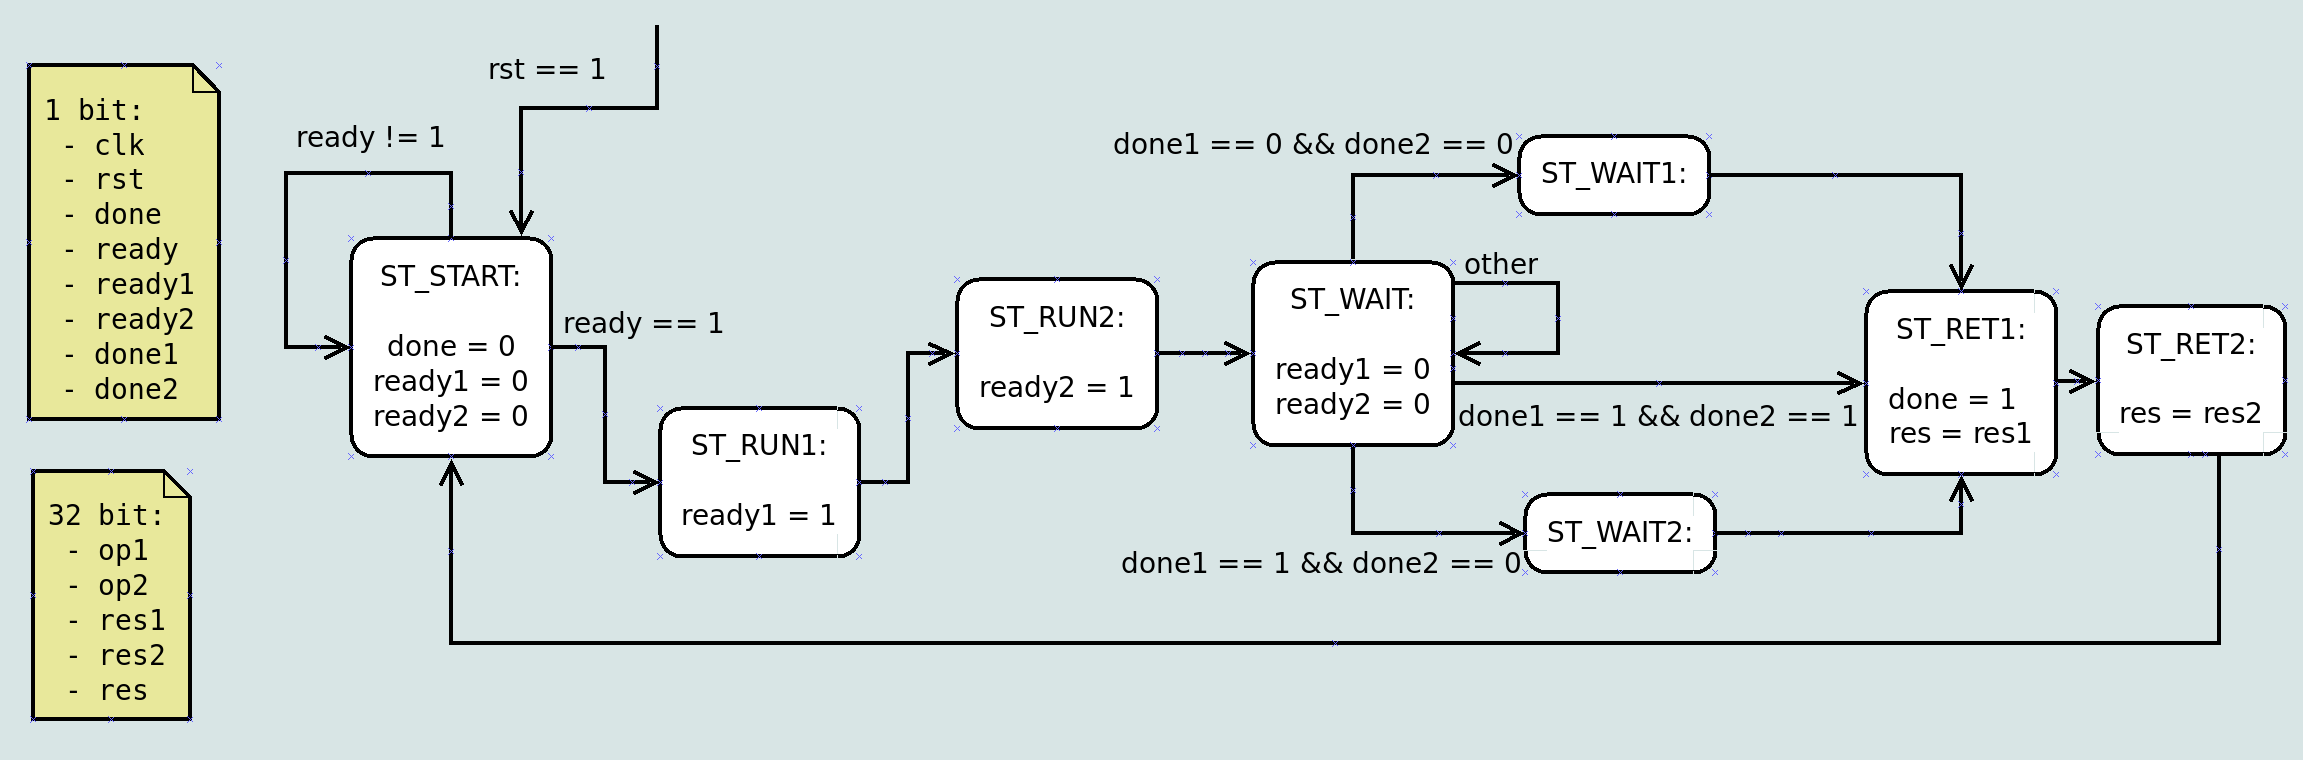 1 bit:
- clk
- rst
- done
- ready
- ready1
- ready2
- done1
- done2
32 bit:
- op1
- op2
- res1
- res2
- res
rst == 1
ready != 1
ST_START:
done = 0
ready1 = 0
ready2 = 0
ready == 1
ST_RUN1:
ready1 = 1
ST_RUN2:
ready2 = 1
ST_WAIT:
ready1 = 0
ready2 = 0
other
done1 == 0 && done2 == 0
ST_WAIT1:
done1 == 1 && done2 == 1
done1 == 1 && done2 == 0
ST_WAIT2:
ST_RET1:
done = 1
res = res1
ST_RET2:
res = res2